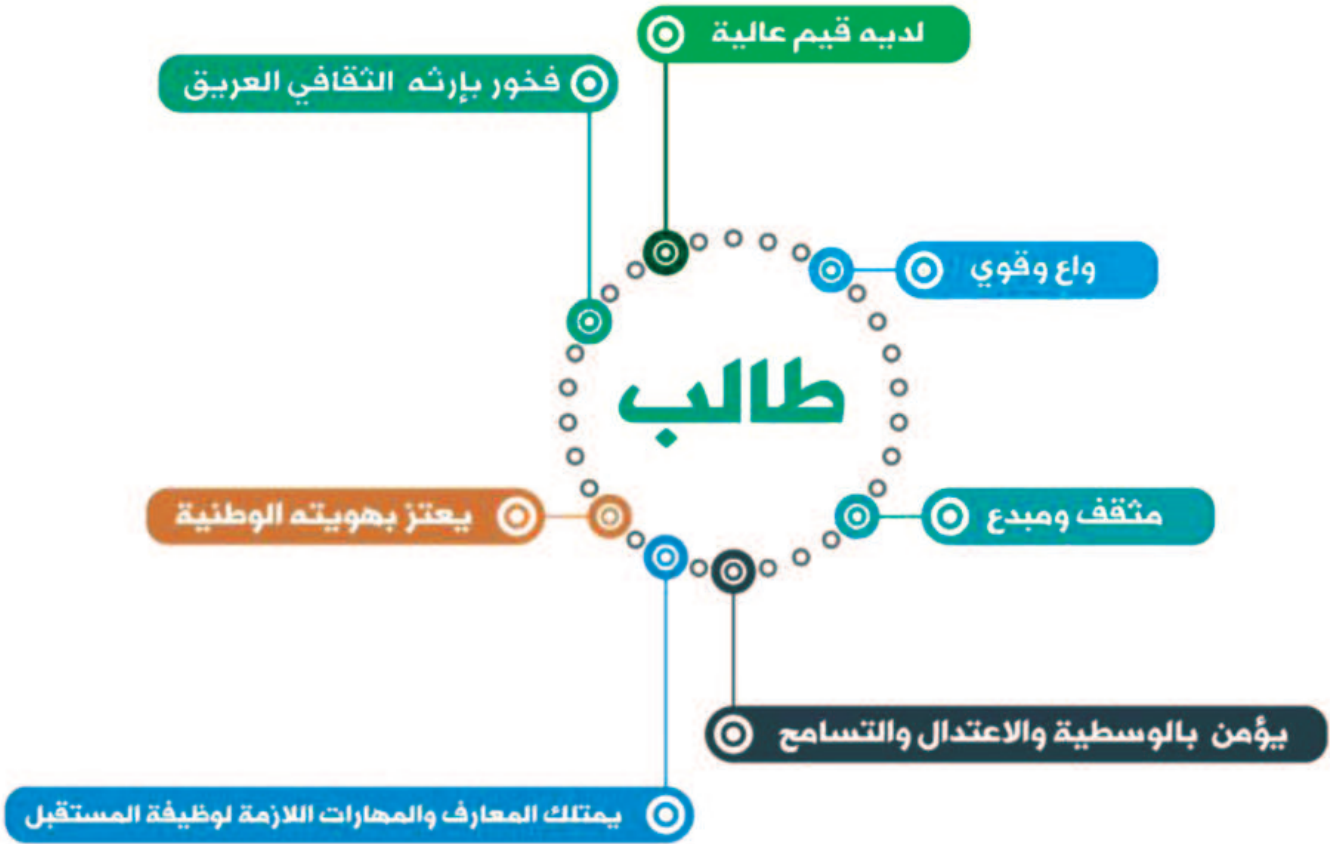 لديه قيم عالية
فخور بإرثه الثقافي العريق
واع وقوي
طالب
مثقف ومبدع
يعتز بهويته الوطنية
يؤمن بالوسطية والاعتدال والتسامح
يمتلك المعارف والمهارات اللازمة لوظيفة المستقبل